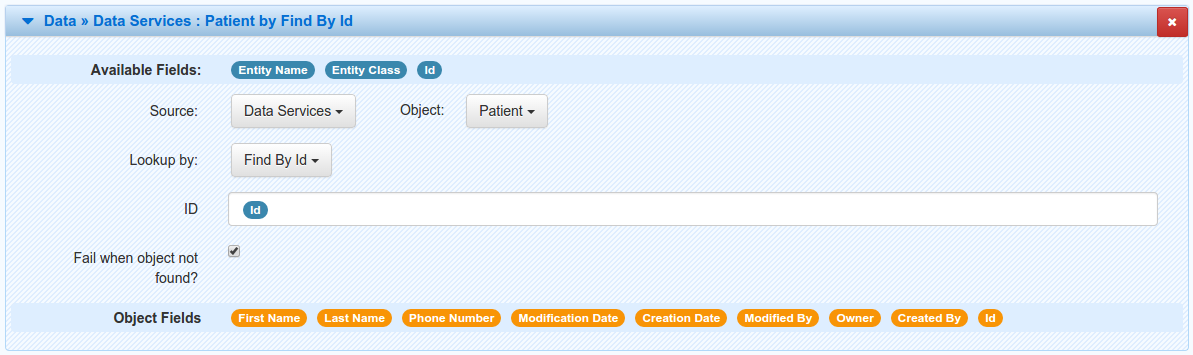 Data » Data Services : Patient by Find By Id
Available Fields: Entity Name Entity Class Id
Source: Data Services Object: Patient
Lookup by: Find By Id
ID Id
Fail when object not
found?
Object Fields First Name Last Name Phone Number Modification Date Creation Date Modified By Owner Created By Id